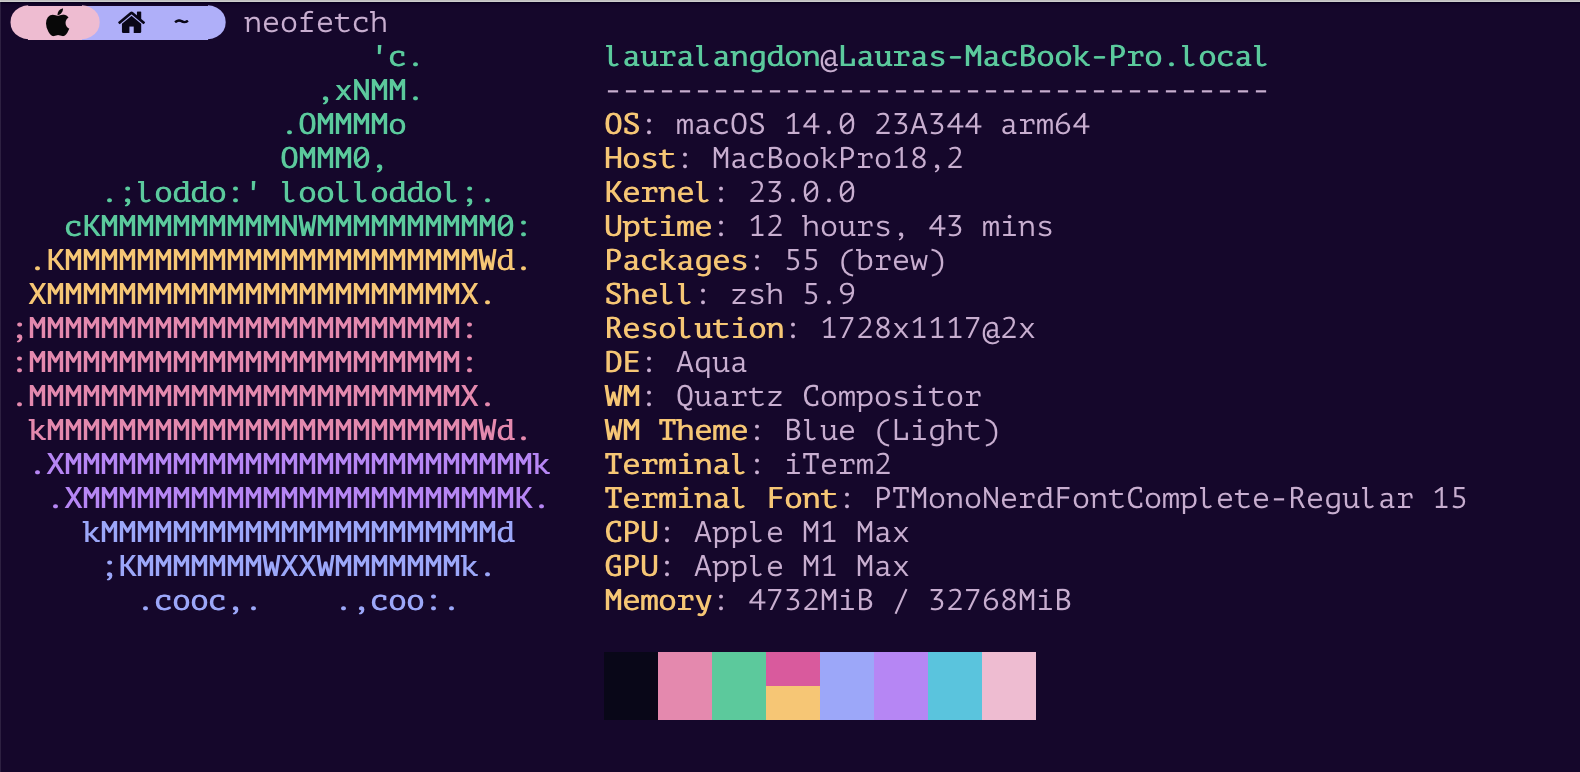 ~ neofetch
'c. lauralangdon@Lauras-MacBook-Pro.local
,xNMM. -------------------------------------
.OMMMMo OS: macOS 14.0 23A344 arm64
OMMM0, Host: MacBookPro18,2
.;loddo:' loolloddol;. Kernel: 23.0.0
cKMMMMMMMMMMNWMMMMMMMMMM0: Uptime: 12 hours, 43 mins
.KMMMMMMMMMMMMMMMMMMMMMMMWd. Packages: 55 (brew)
XMMMMMMMMMMMMMMMMMMMMMMMX. Shell: zsh 5.9
;MMMMMMMMMMMMMMMMMMMMMMMM: Resolution: 1728x1117@2x
:MMMMMMMMMMMMMMMMMMMMMMMM: DE: Aqua
.MMMMMMMMMMMMMMMMMMMMMMMMX. WM: Quartz Compositor
kMMMMMMMMMMMMMMMMMMMMMMMMWd. WM Theme: Blue (Light)
.XMMMMMMMMMMMMMMMMMMMMMMMMMMk Terminal: iTerm2
.XMMMMMMMMMMMMMMMMMMMMMMMMK. Terminal Font: PTMonoNerdFontComplete-Regular 15
kMMMMMMMMMMMMMMMMMMMMMMd CPU: Apple M1 Max
;KMMMMMMMWXXWMMMMMMMk. GPU: Apple M1 Max
.cooc,. .,coo:. Memory: 4732MiB / 32768MiB